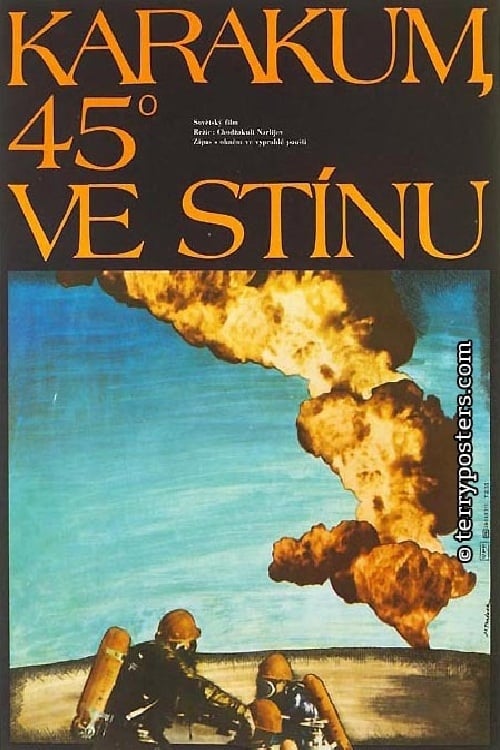 KARAKUM,
45°
VE STÍNU
Sovětský film
Režie: Chodžakuli Narlijev
Zápas s ohněm ve vyprahlé poušti
© terryposters.com